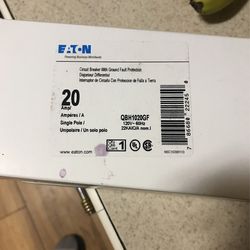 EATON
Powering Business Worldwide
Circuit Breaker With Ground Fault Protection
Disjoncteur Différentiel
Interruptor de Circuito Con Protección de Falla a Tierra
20
Amp/
Ampères / A
Single Pole /
Unipolaire / Un solo polo
QBH1020GF
120V~ 60Hz
22KAIC/A nom.I
www.eaton.com
1
7 86689 22245